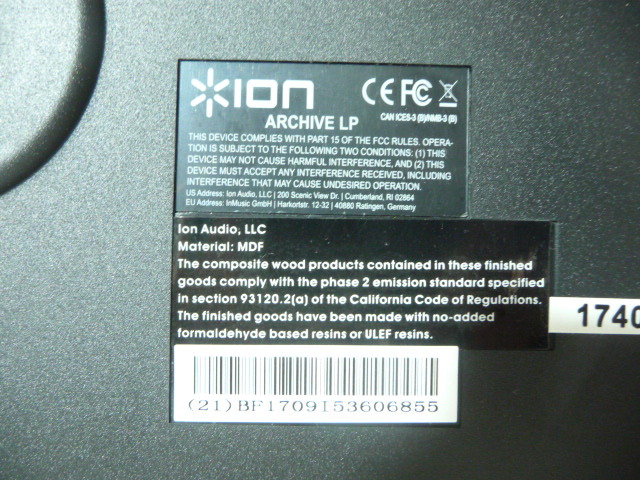 ION
ARCHIVE LP
CE FC
CAN ICES-3 (B)/NMB-3 (B)
THIS DEVICE COMPLIES WITH PART 15 OF THE FCC RULES. OPERA-
TION IS SUBJECT TO THE FOLLOWING TWO CONDITIONS: (1) THIS
DEVICE MAY NOT CAUSE HARMFUL INTERFERENCE, AND (2) THIS
DEVICE MUST ACCEPT ANY INTERFERENCE RECEIVED, INCLUDING
INTERFERENCE THAT MAY CAUSE UNDESIRED OPERATION.
US Address: Ion Audio, LLC | 200 Scenic View Dr. | Cumberland, RI 02864
EU Address: InMusic GmbH | Harkortstr. 12-32 | 40880 Ratingen, Germany
Ion Audio, LLC
Material: MDF
The composite wood products contained in these finished
goods comply with the phase 2 emission standard specified
in section 93120.2(a) of the California Code of Regulations.
The finished goods have been made with no-added
formaldehyde based resins or ULEF resins.
1740
(21)BF1709I53606855